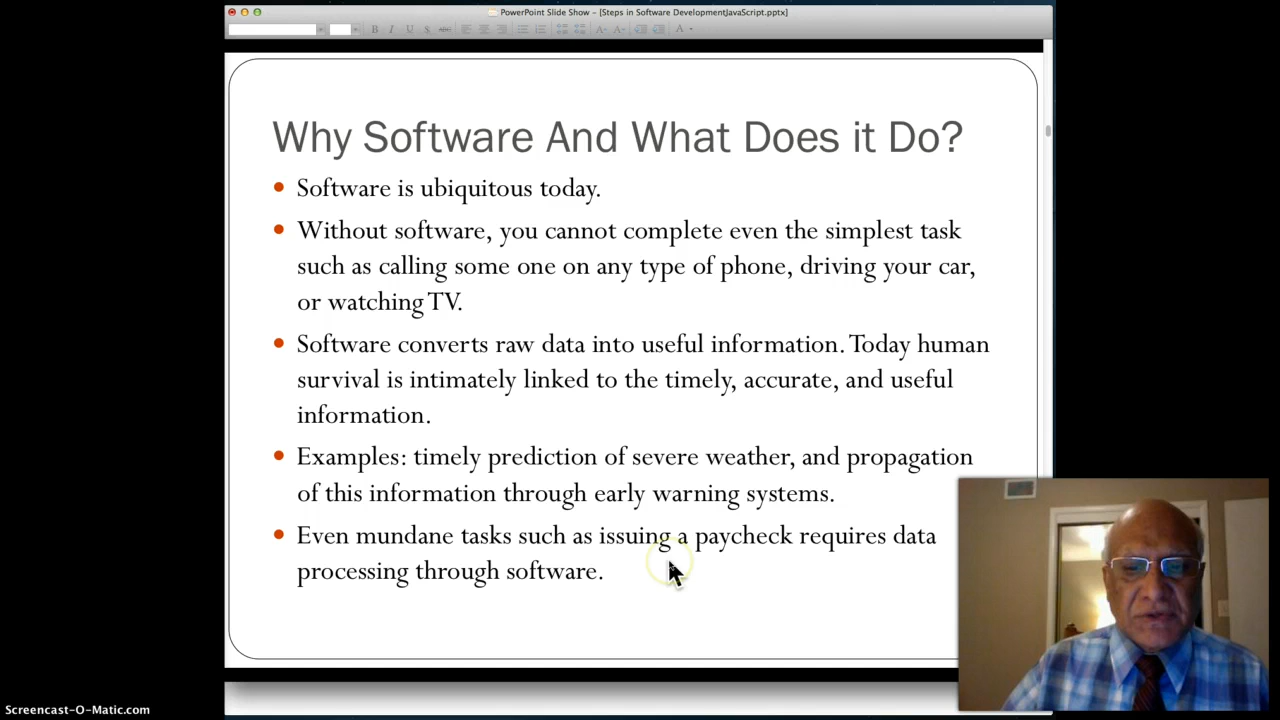 PowerPoint Slide Show – [Steps in Software DevelopmentJavaScript.pptx]
Why Software And What Does it Do?
Software is ubiquitous today.
Without software, you cannot complete even the simplest task
such as calling some one on any type of phone, driving your car,
or watching TV.
Software converts raw data into useful information. Today human
survival is intimately linked to the timely, accurate, and useful
information.
Examples: timely prediction of severe weather, and propagation
of this information through early warning systems.
Even mundane tasks such as issuing a paycheck requires data
processing through software.
Screencast-O-Matic.com